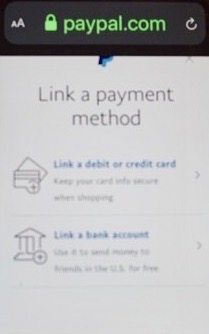 AA paypal.com
Link a payment
method
Link a debit or credit card
Keep your card info secure
when shopping
Link a bank account
Use it to send money to
friends in the U.S. for free